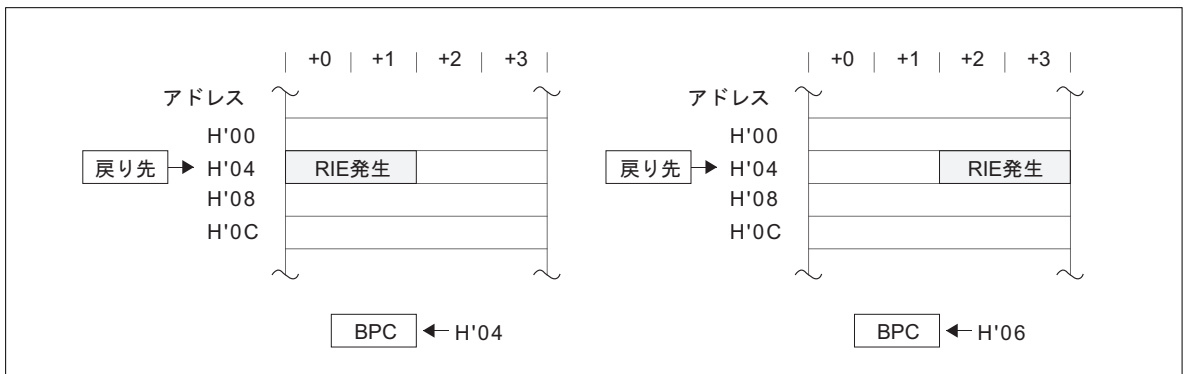 +0 | +1 | +2 | +3
アドレス
H'00
戻り先 H'04 RIE発生
H'08
H'0C
BPC H'04
+0 | +1 | +2 | +3
アドレス
H'00
戻り先 H'04 RIE発生
H'08
H'0C
BPC H'06